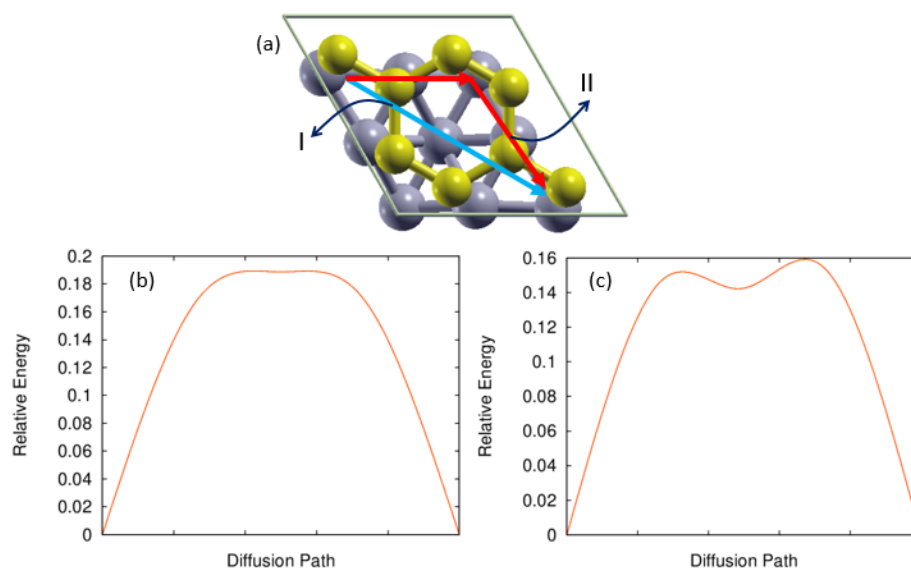 (a)
II
I
0.2
(b)
0.18
0.16
0.14
0.12
0.1
0.08
0.06
0.04
0.02
0
Relative Energy
Diffusion Path
0.16
(c)
0.14
0.12
0.1
0.08
0.06
0.04
0.02
0
Relative Energy
Diffusion Path